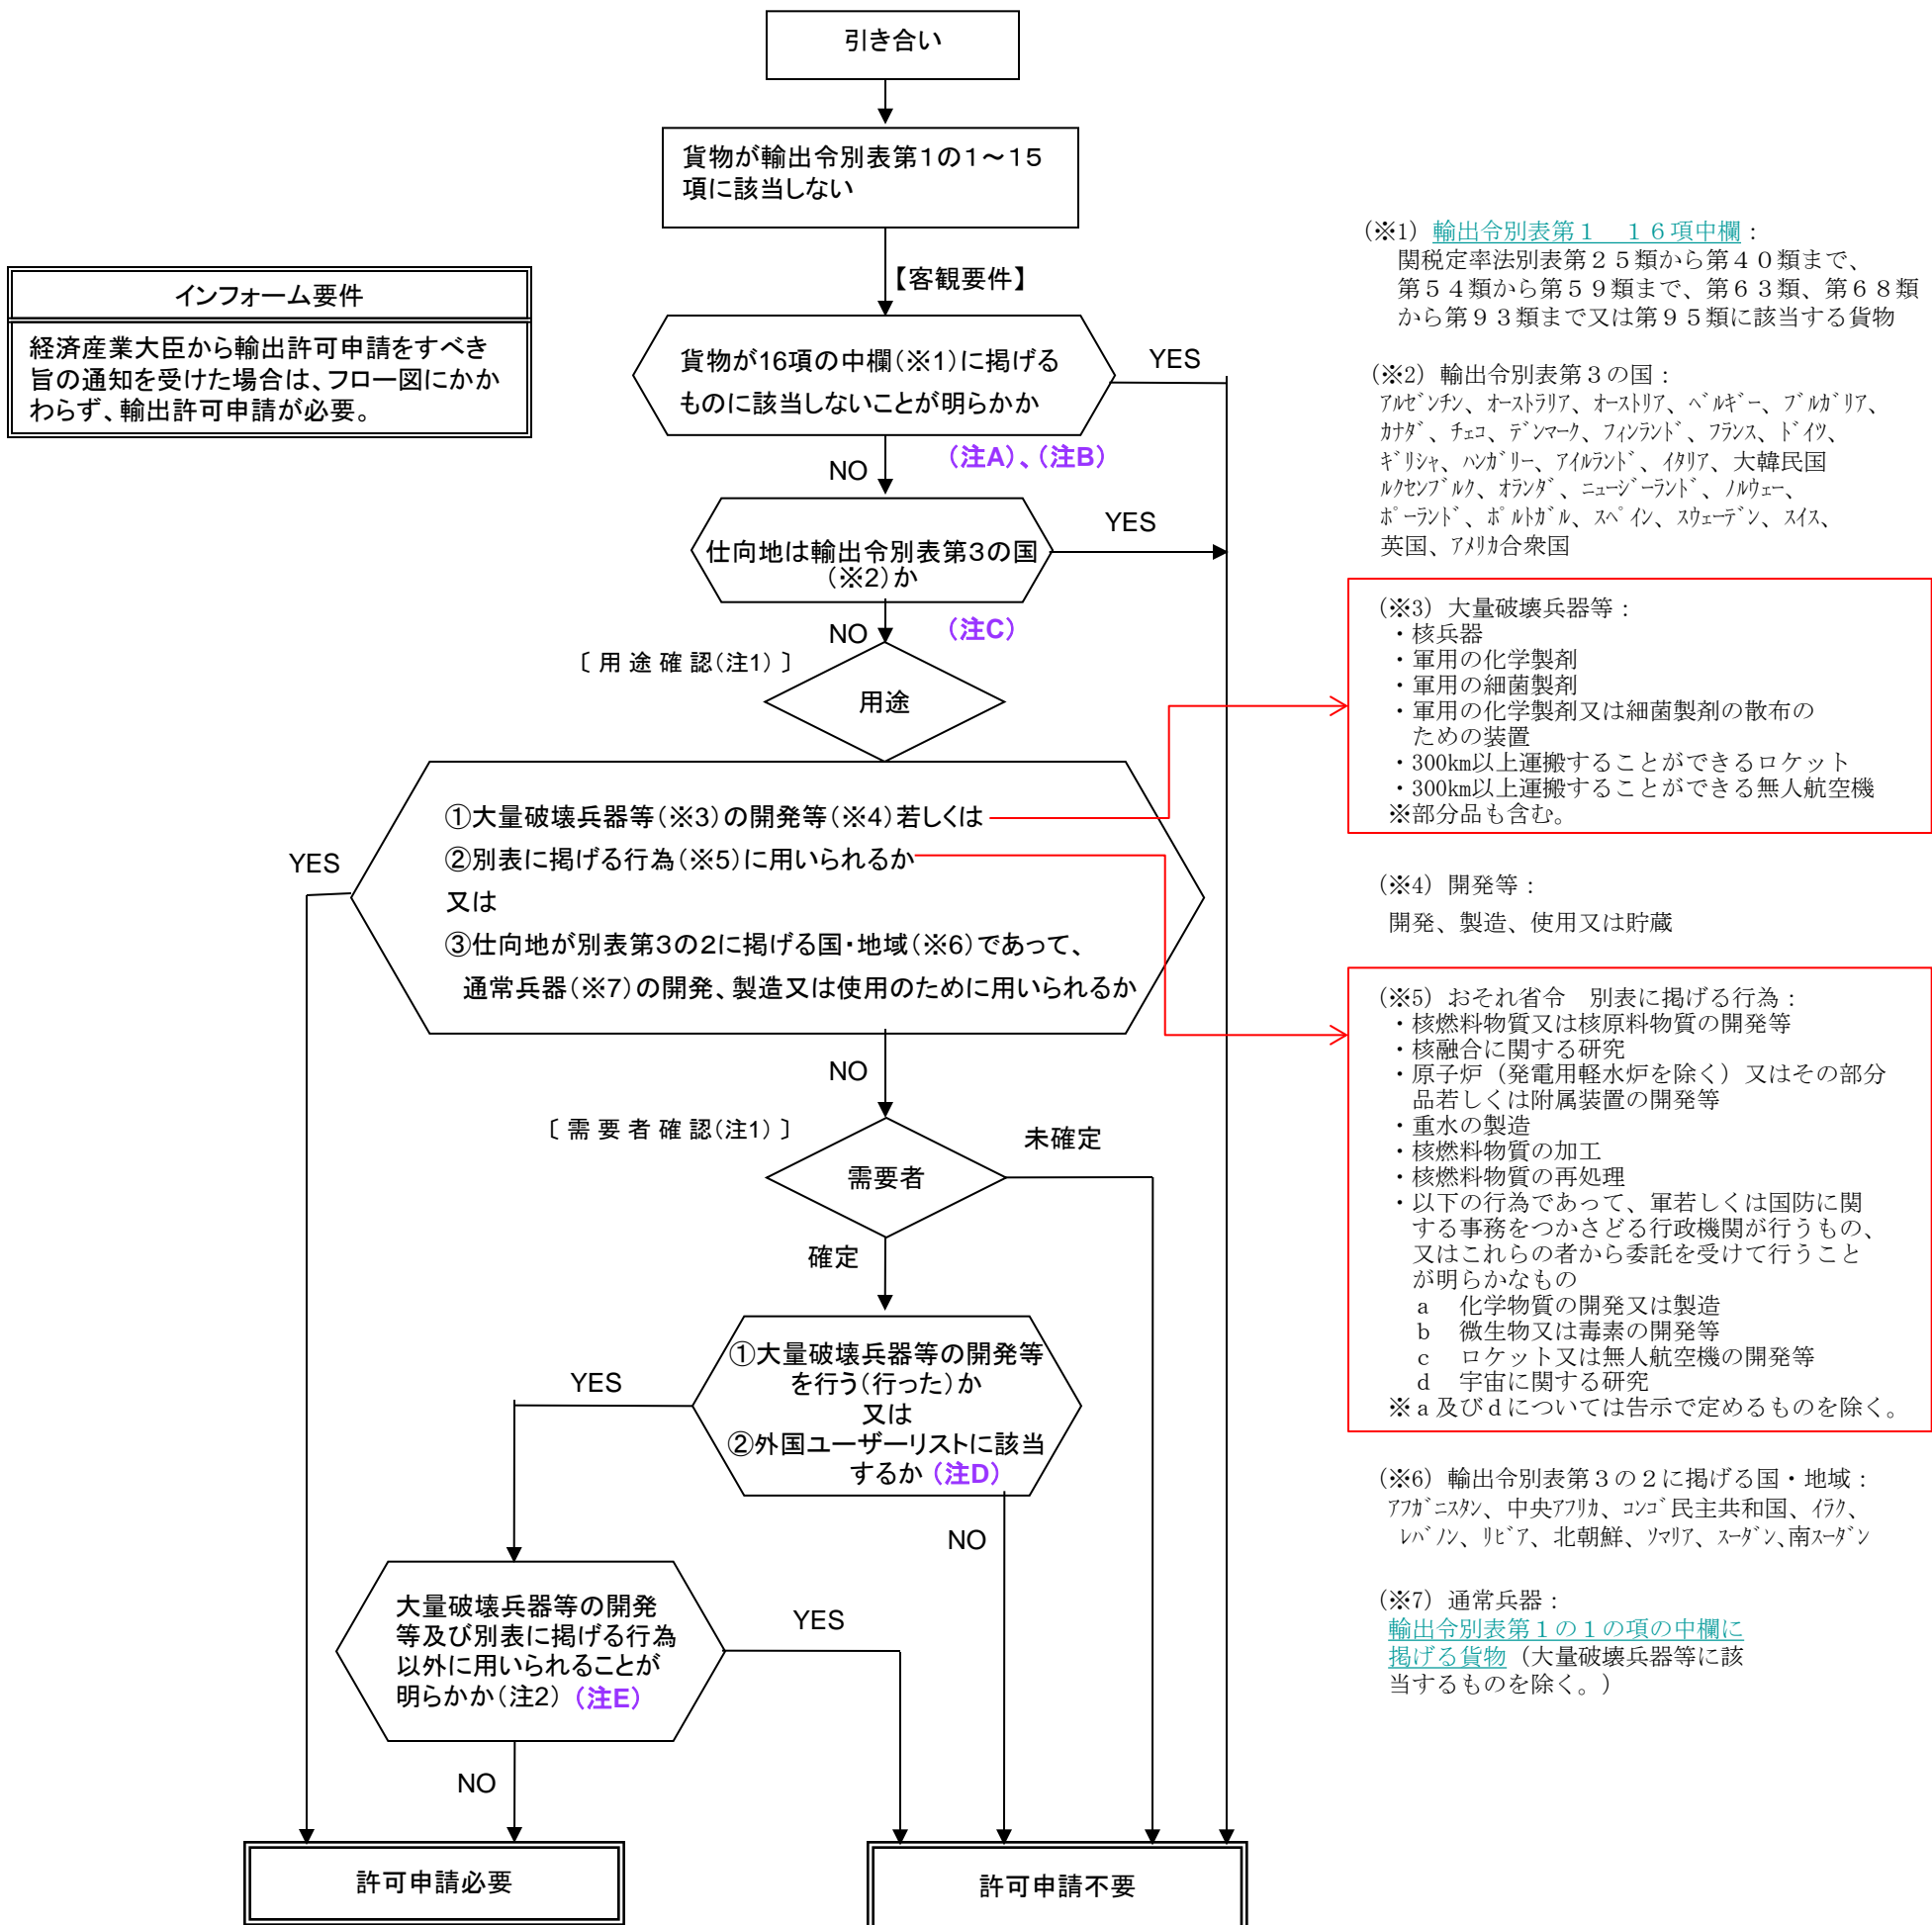 引き合い
貨物が輸出令別表第1の1～15
項に該当しない
【客観要件】
インフォーム要件
経済産業大臣から輸出許可申請をすべき
旨の通知を受けた場合は、フロー図にかか
わらず、輸出許可申請が必要。
貨物が16項の中欄(※1)に掲げる
ものに該当しないことが明らかか
YES
(注A)、(注B)
NO
仕向地は輸出令別表第3の国
(※2)か
YES
(注C)
NO
〔 用 途 確 認(注1) 〕
用途
①大量破壊兵器等(※3)の開発等(※4)若しくは
②別表に掲げる行為(※5)に用いられるか
又は
③仕向地が別表第3の2に掲げる国・地域(※6)であって、
通常兵器(※7)の開発、製造又は使用のために用いられるか
YES
NO
〔 需 要 者 確 認(注1) 〕
需要者
未確定
確定
①大量破壊兵器等の開発等
を行う(行った)か
又は
②外国ユーザーリストに該当
するか (注D)
YES
NO
大量破壊兵器等の開発
等及び別表に掲げる行為
以外に用いられることが
明らかか(注2) (注E)
YES
NO
許可申請必要
許可申請不要
(※1) 輸出令別表第１　１６項中欄：
関税定率法別表第２５類から第４０類まで、
第５４類から第５９類まで、第６３類、第６８類
から第９３類まで又は第９５類に該当する貨物
(※2) 輸出令別表第３の国：
ｱﾙｾﾞﾝﾁﾝ、ｵｰｽﾄﾗﾘｱ、ｵｰｽﾄﾘｱ、ﾍﾞﾙｷﾞｰ、ﾌﾞﾙｶﾞﾘｱ、
ｶﾅﾀﾞ、ﾁｪｺ、ﾃﾞﾝﾏｰｸ、ﾌｨﾝﾗﾝﾄﾞ、ﾌﾗﾝｽ、ﾄﾞｲﾂ、
ｷﾞﾘｼｬ、ﾊﾝｶﾞﾘｰ、ｱｲﾙﾗﾝﾄﾞ、ｲﾀﾘｱ、大韓民国
ﾙｸｾﾝﾌﾞﾙｸ、ｵﾗﾝﾀﾞ、ﾆｭｰｼﾞｰﾗﾝﾄﾞ、ﾉﾙｳｪｰ、
ﾎﾟｰﾗﾝﾄﾞ、ﾎﾟﾙﾄｶﾞﾙ、ｽﾍﾟｲﾝ、ｽｳｪｰﾃﾞﾝ、ｽｲｽ、
英国、ｱﾒﾘｶ合衆国
(※3) 大量破壊兵器等：
・核兵器
・軍用の化学製剤
・軍用の細菌製剤
・軍用の化学製剤又は細菌製剤の散布の
ための装置
・300㎞以上運搬することができるロケット
・300㎞以上運搬することができる無人航空機
※部分品も含む。
(※4) 開発等：
開発、製造、使用又は貯蔵
(※5) おそれ省令　別表に掲げる行為：
・核燃料物質又は核原料物質の開発等
・核融合に関する研究
・原子炉（発電用軽水炉を除く）又はその部分
品若しくは附属装置の開発等
・重水の製造
・核燃料物質の加工
・核燃料物質の再処理
・以下の行為であって、軍若しくは国防に関
する事務をつかさどる行政機関が行うもの、
又はこれらの者から委託を受けて行うこと
が明らかなもの
a　化学物質の開発又は製造
b　微生物又は毒素の開発等
c　ロケット又は無人航空機の開発等
d　宇宙に関する研究
※ａ及びｄについては告示で定めるものを除く。
(※6) 輸出令別表第３の２に掲げる国・地域：
ｱﾌｶﾞﾆｽﾀﾝ、中央ｱﾌﾘｶ、ｺﾝｺﾞ民主共和国、ｲﾗｸ、
ﾚﾊﾞﾉﾝ、ﾘﾋﾞｱ、北朝鮮、ｿﾏﾘｱ、ｽｰﾀﾞﾝ、南ｽｰﾀﾞﾝ
(※7) 通常兵器：
輸出令別表第１の１の項の中欄に
掲げる貨物（大量破壊兵器等に該
当するものを除く。）